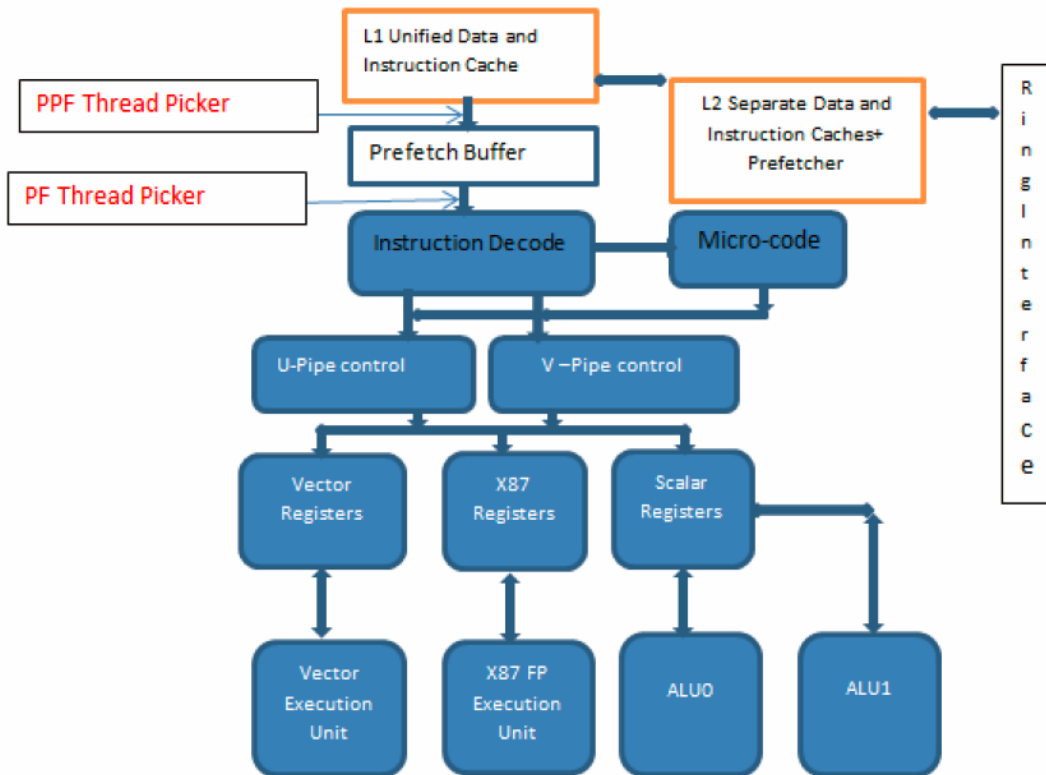 L1 Unified Data and
Instruction Cache
PPF Thread Picker
L2 Separate Data and
Instruction Caches+
Prefetcher
Prefetch Buffer
PF Thread Picker
Instruction Decode
Micro-code
U-Pipe control
V –Pipe control
Vector
Registers
X87
Registers
Scalar
Registers
Vector
Execution
Unit
X87 FP
Execution
Unit
ALU0
ALU1
R
i
n
g
I
n
t
e
r
f
a
C
e